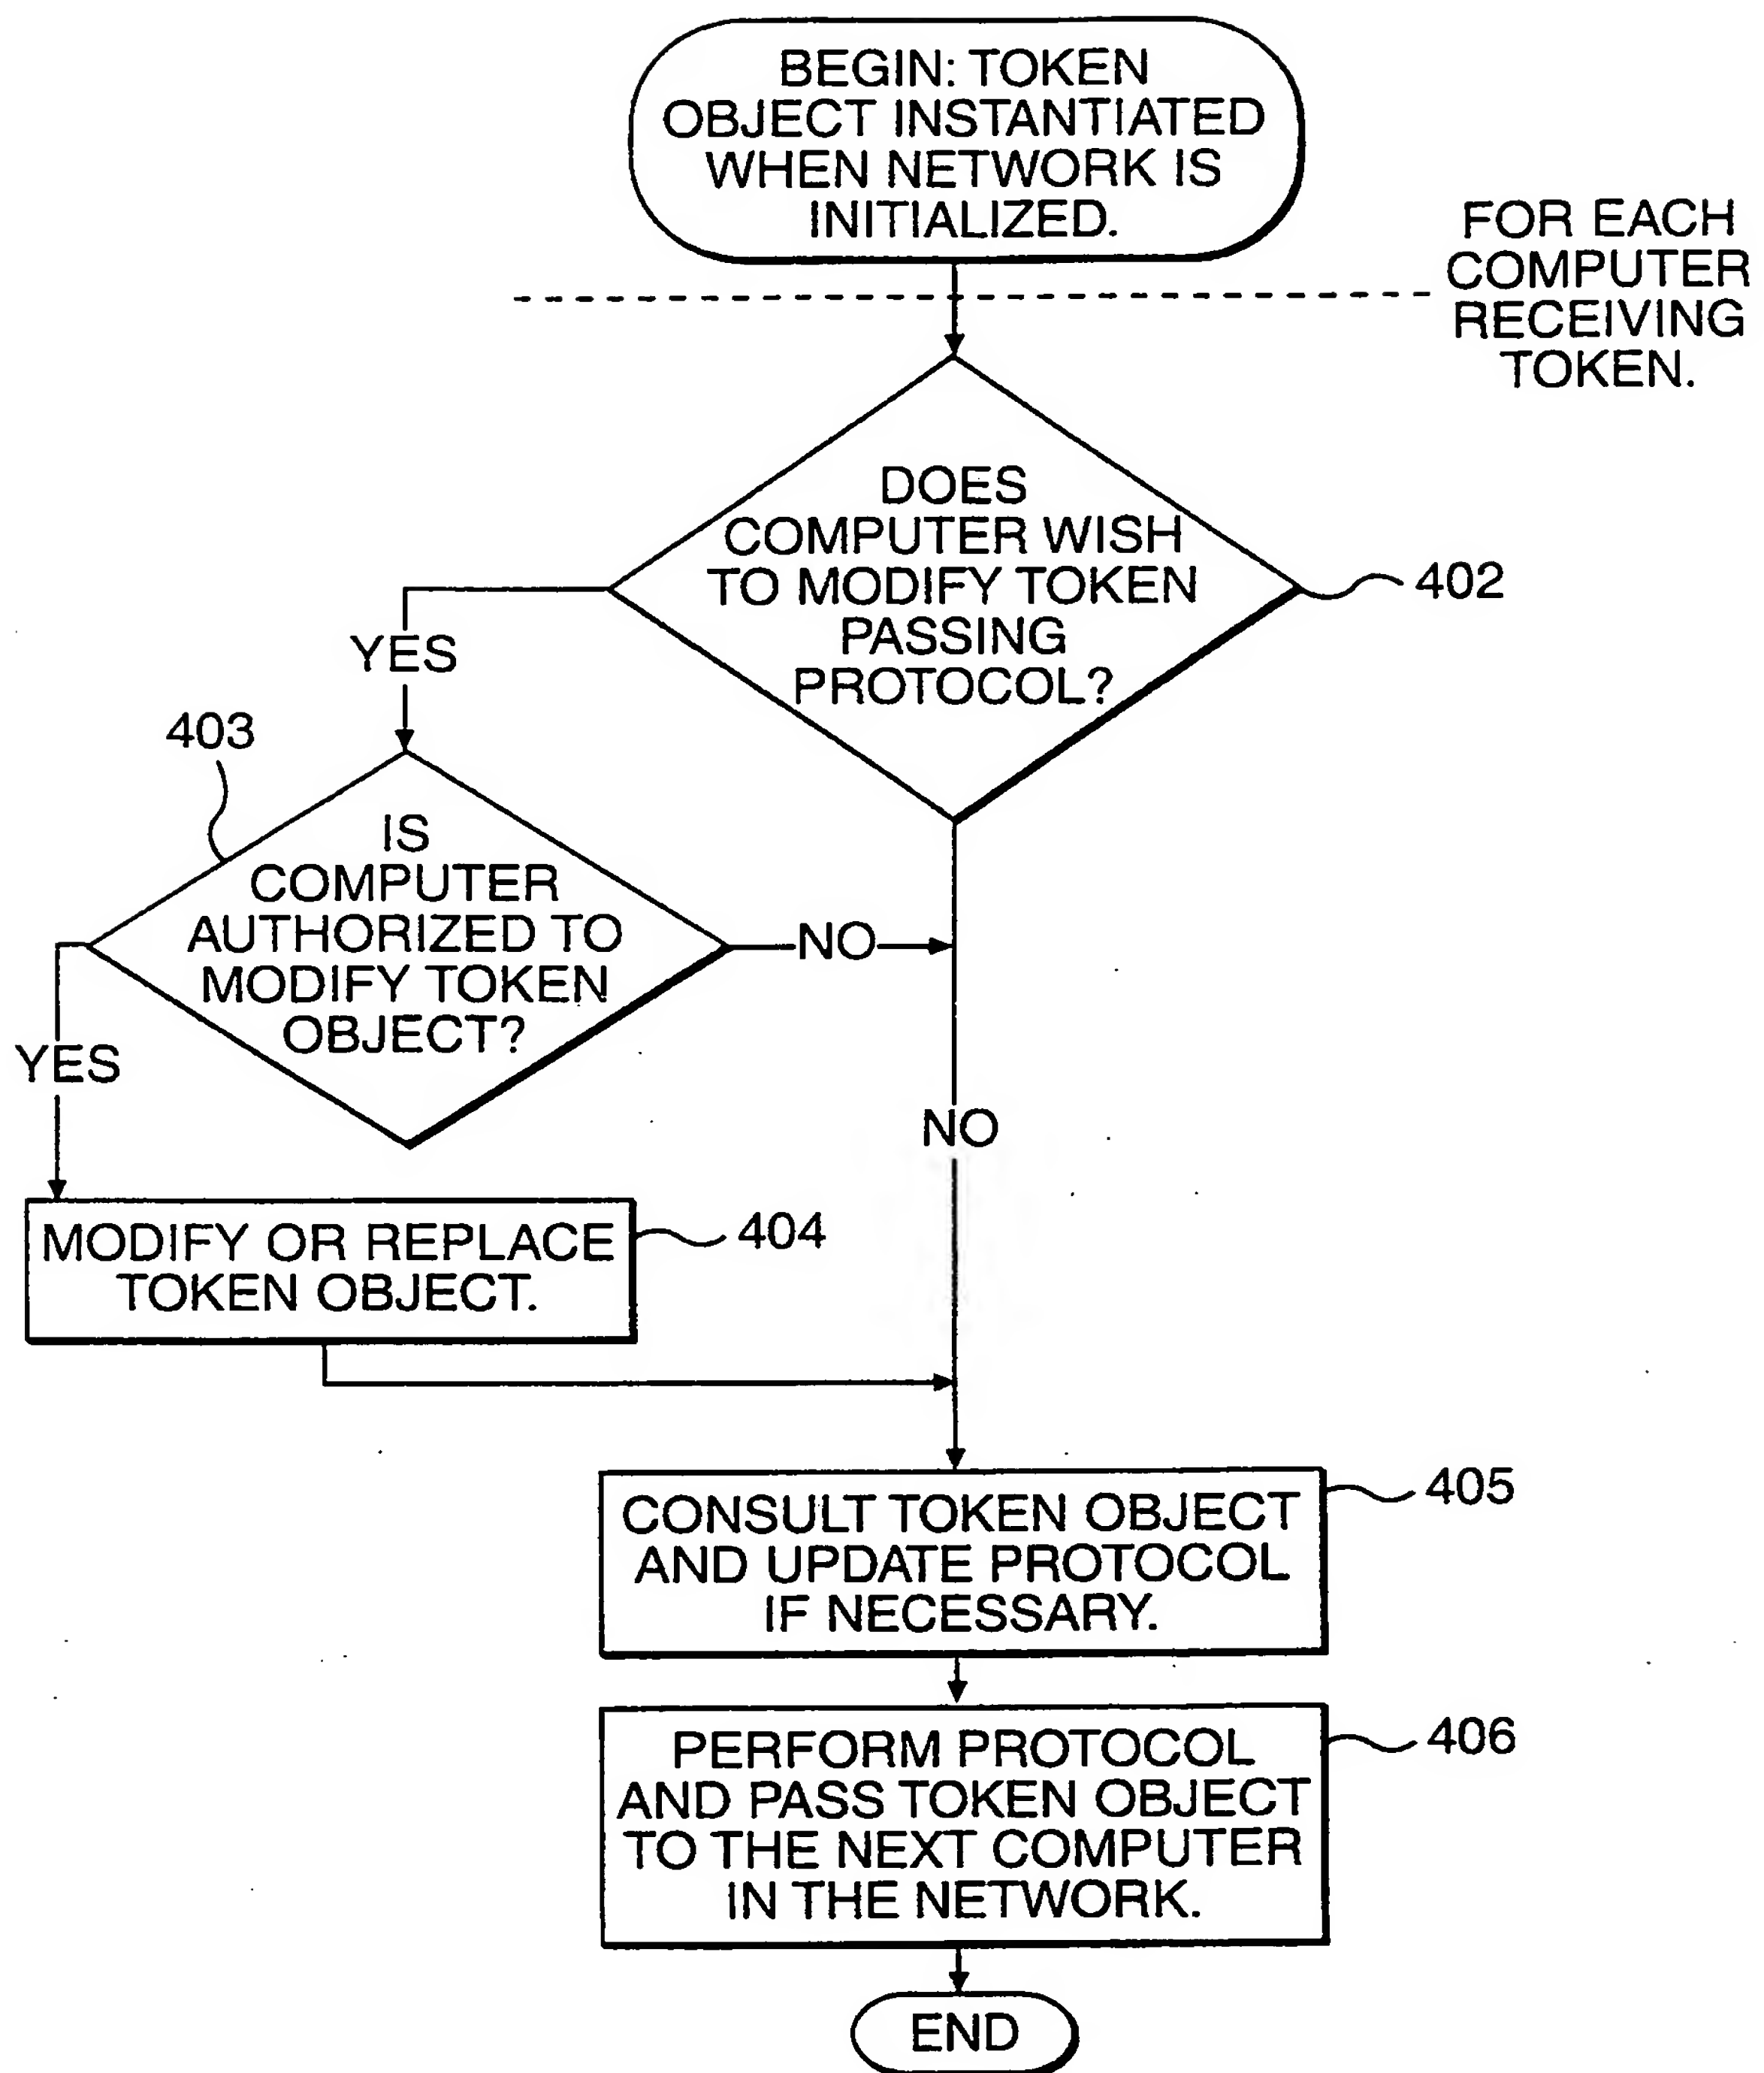 BEGIN: TOKEN
OBJECT INSTANTIATED
WHEN NETWORK IS
INITIALIZED.
FOR EACH
COMPUTER
RECEIVING
TOKEN.
DOES
COMPUTER WISH
TO MODIFY TOKEN
PASSING
PROTOCOL?
402
YES
403
IS
COMPUTER
AUTHORIZED TO
MODIFY TOKEN
OBJECT?
NO
YES
NO
MODIFY OR REPLACE
TOKEN OBJECT.
404
CONSULT TOKEN OBJECT
AND UPDATE PROTOCOL
IF NECESSARY.
405
PERFORM PROTOCOL
AND PASS TOKEN OBJECT
TO THE NEXT COMPUTER
IN THE NETWORK.
406
END